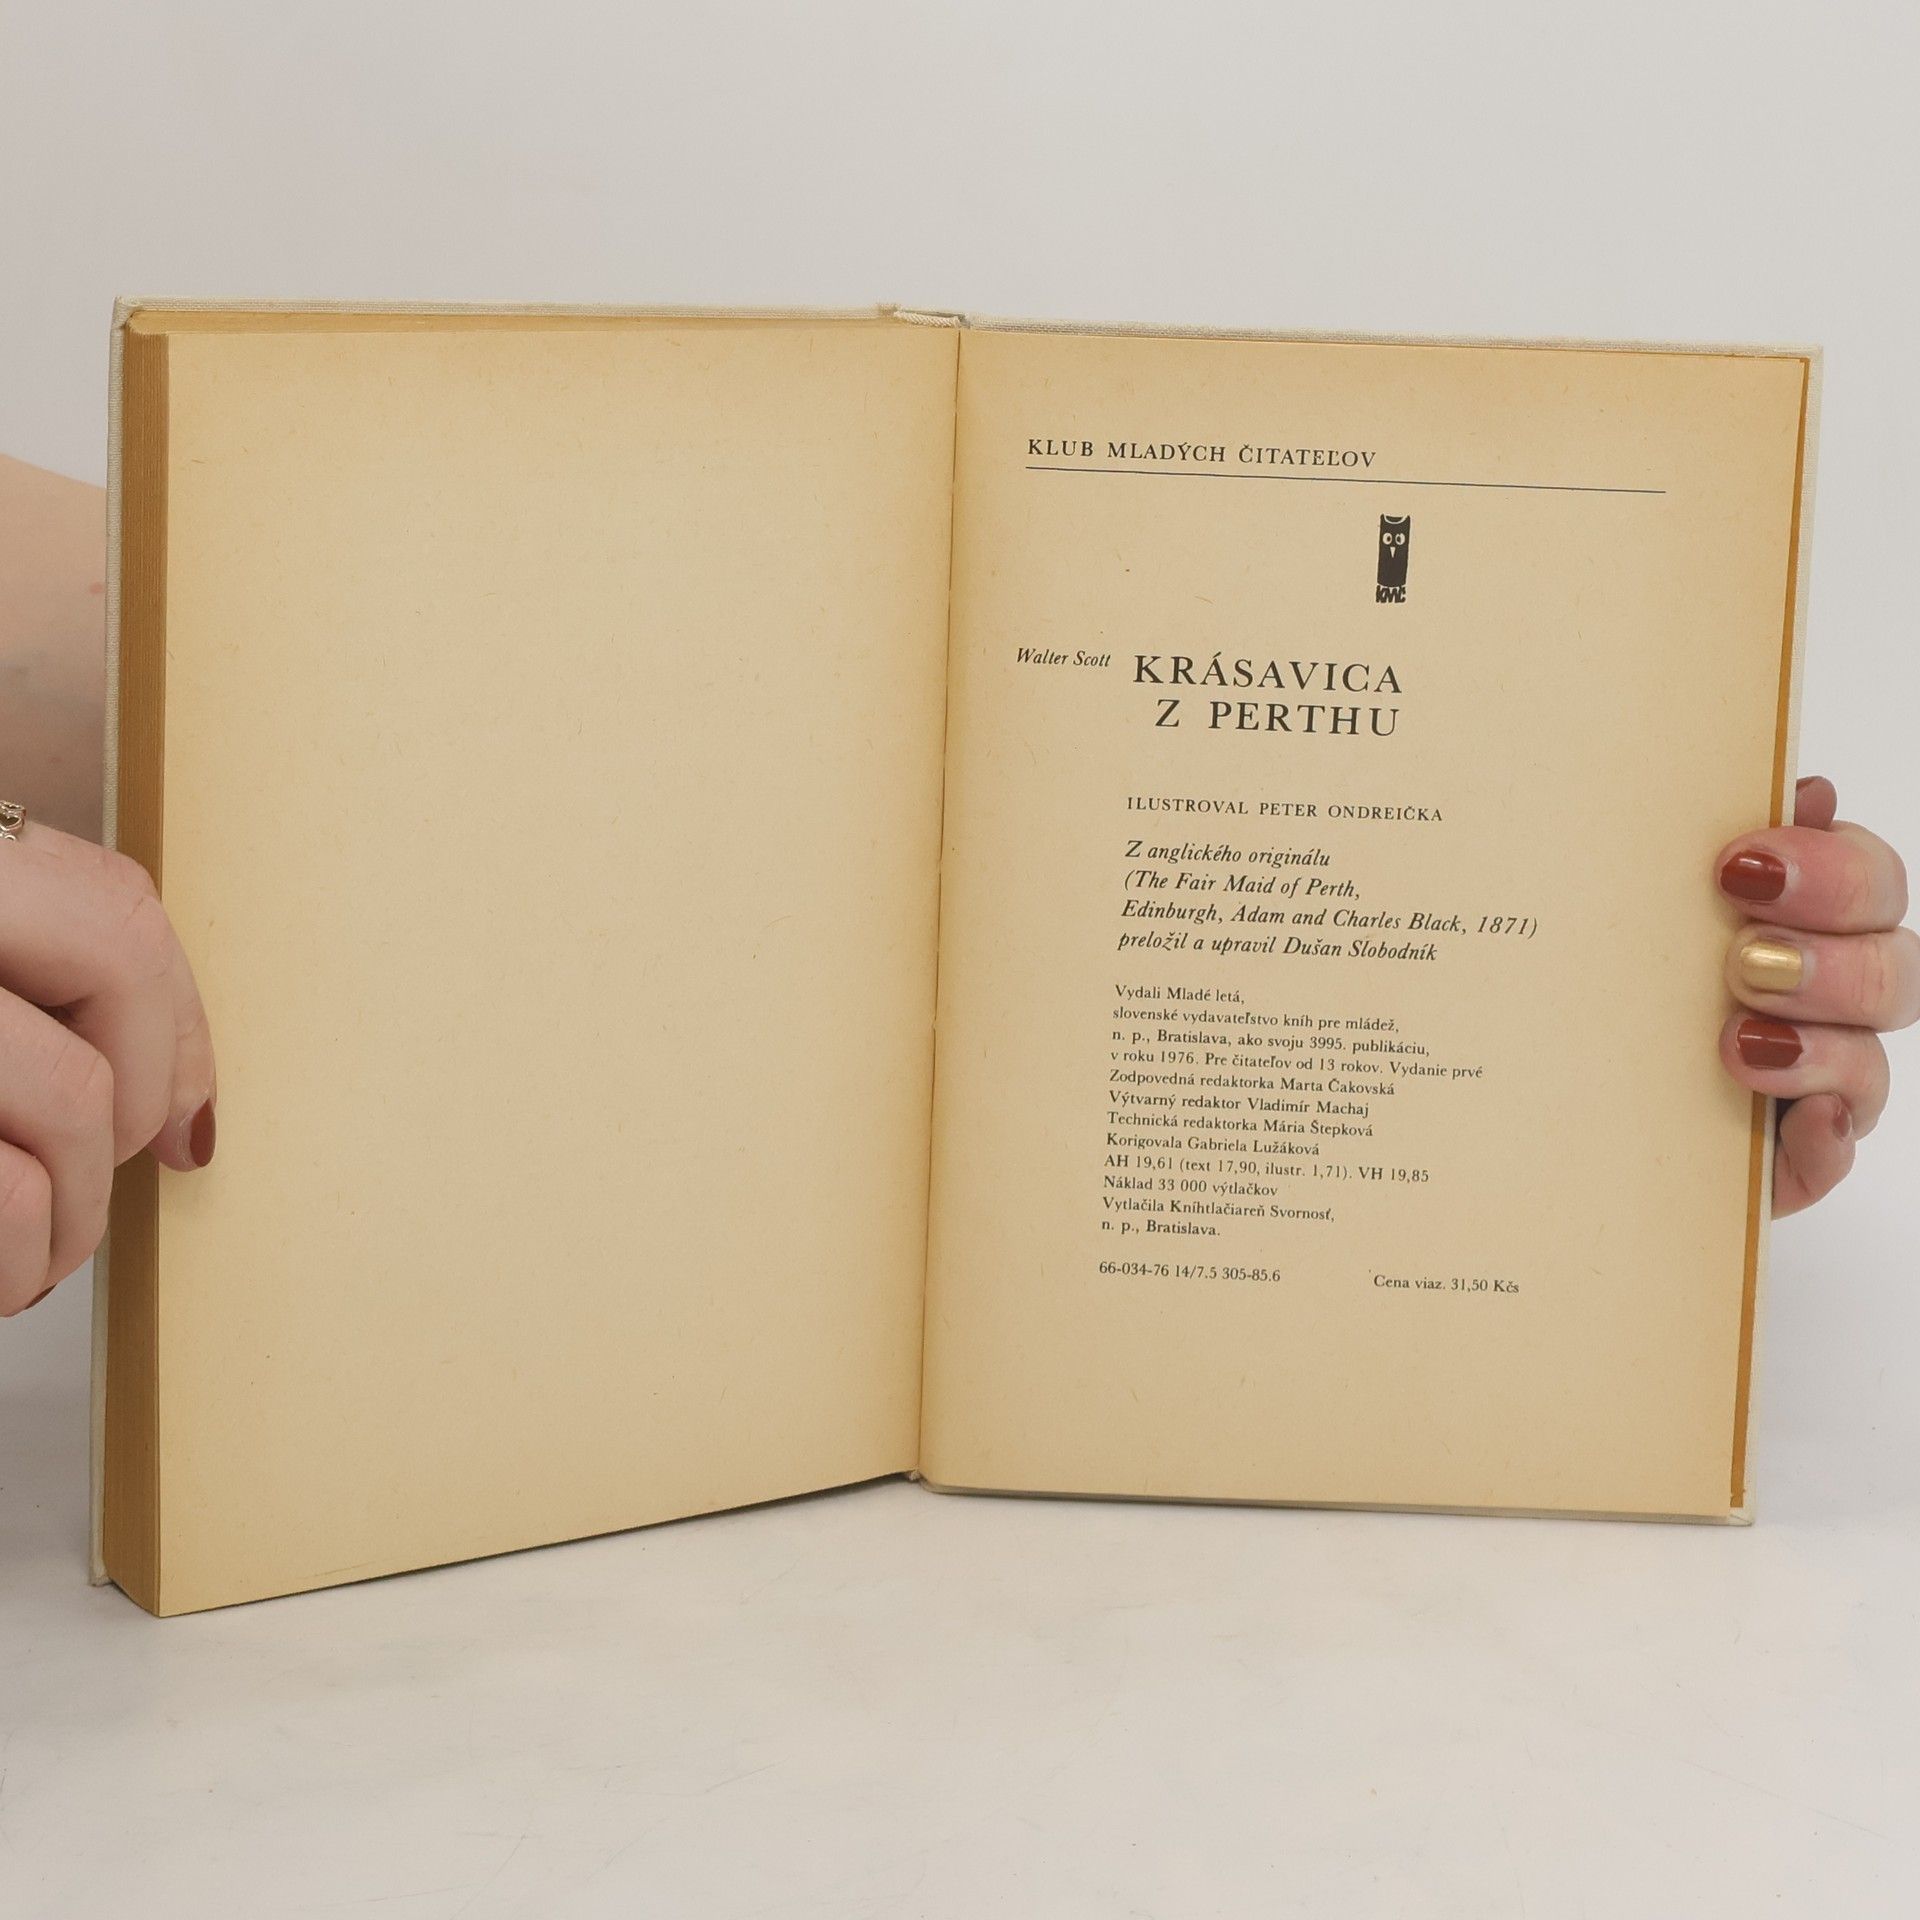 KLUB MLADÝCH ČITATEĽOV
KMČ
Walter Scott KRÁSAVICA
Z PERTHU
ILUSTROVAL PETER ONDREIČKA
Z anglického originálu
(The Fair Maid of Perth,
Edinburgh, Adam and Charles Black, 1871)
preložil a upravil Dušan Slobodník
Vydali Mladé letá,
slovenské vydavateľstvo kníh pre mládež,
n. p., Bratislava, ako svoju 3995. publikáciu,
v roku 1976. Pre čitateľov od 13 rokov. Vydanie prvé
Zodpovedná redaktorka Marta Čakovská
Výtvarný redaktor Vladimír Machaj
Technická redaktorka Mária Štepková
Korigovala Gabriela Lužáková
AH 19,61 (text 17,90, ilustr. 1,71). VH 19,85
Náklad 33 000 výtlačkov
Vytlačila Kníhtlačiareň Svornosť,
n. p., Bratislava.
66-034-76 14/7.5 305-85.6 Cena viaz. 31,50 Kčs